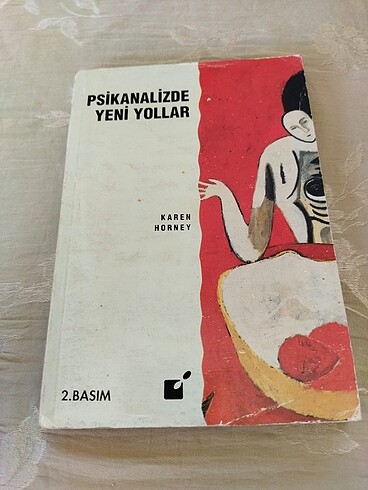 PSİKANALİZDE
YENİ YOLLAR
KAREN
HORNEY
2.BASIM